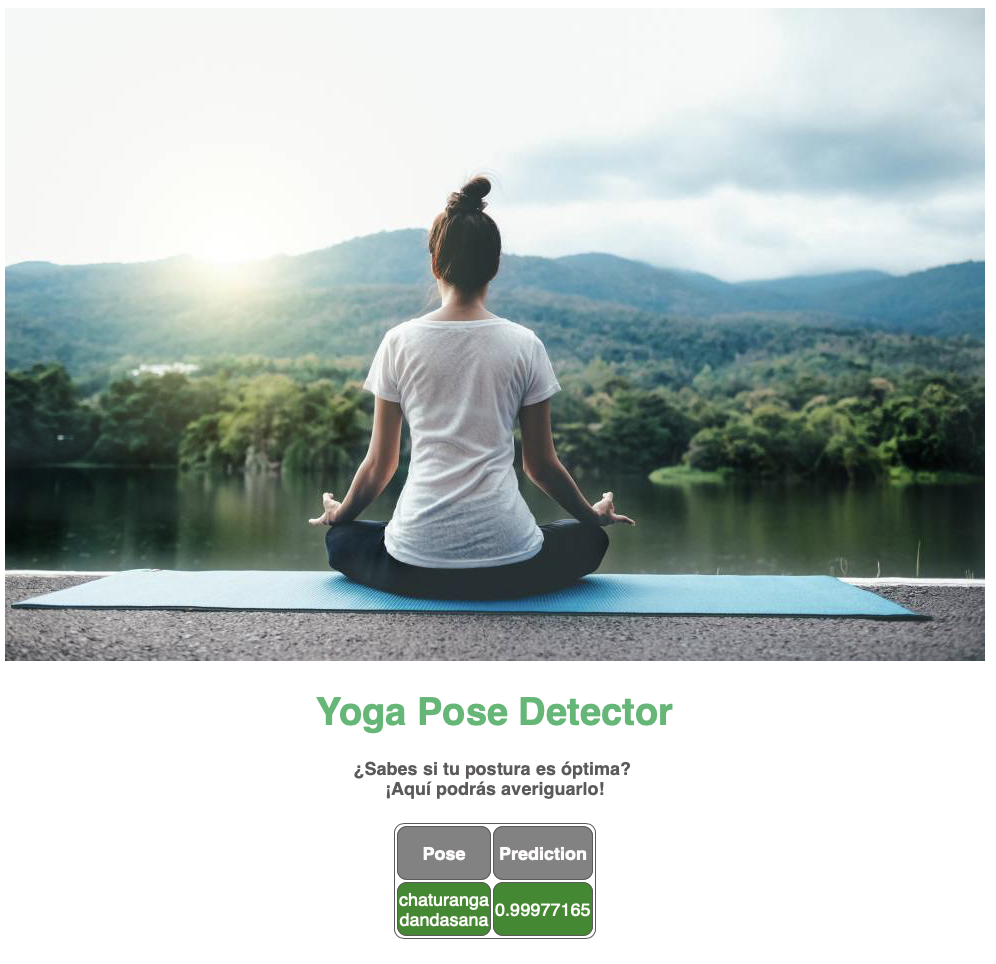 Yoga Pose Detector
¿Sabes si tu postura es óptima?
¡Aquí podrás averiguarlo!
Pose Prediction
chaturanga
dandasana 0.99977165